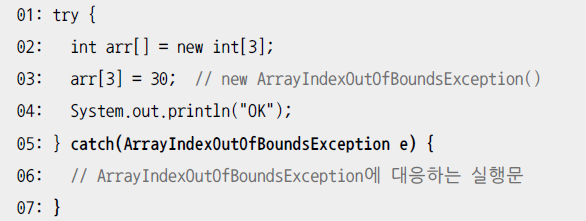 01: try {
02:   int arr[] = new int[3];
03:   arr[3] = 30;  // new ArrayIndexOutOfBoundsException()
04:   System.out.println("OK");
05: } catch(ArrayIndexOutOfBoundsException e) {
06:   // ArrayIndexOutOfBoundsException에 대응하는 실행문
07: }